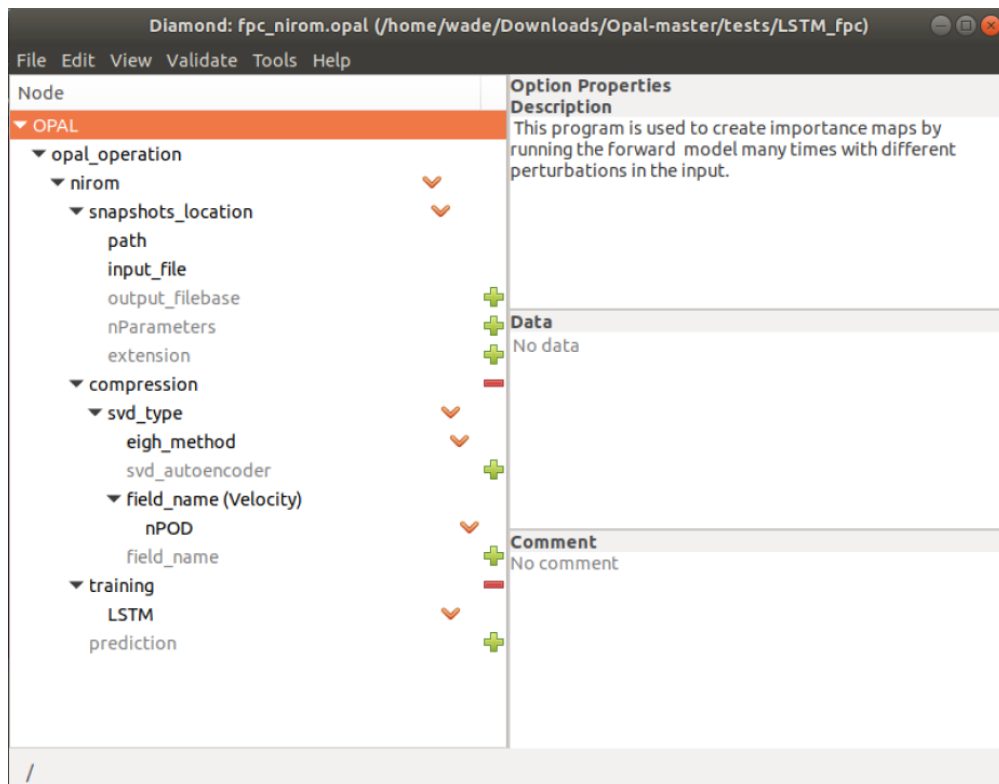 Diamond: fpc_nirom.opal (/home/wade/Downloads/Opal-master/tests/LSTM_fpc)
File Edit View Validate Tools Help
Node
OPAL
opal_operation
nirom
snapshots_location
path
input_file
output_filebase
nParameters
extension
compression
svd_type
eigh_method
svd_autoencoder
field_name (Velocity)
nPOD
field_name
training
LSTM
prediction
Option Properties
Description
This program is used to create importance maps by
running the forward model many times with different
perturbations in the input.
Data
No data
Comment
No comment
/